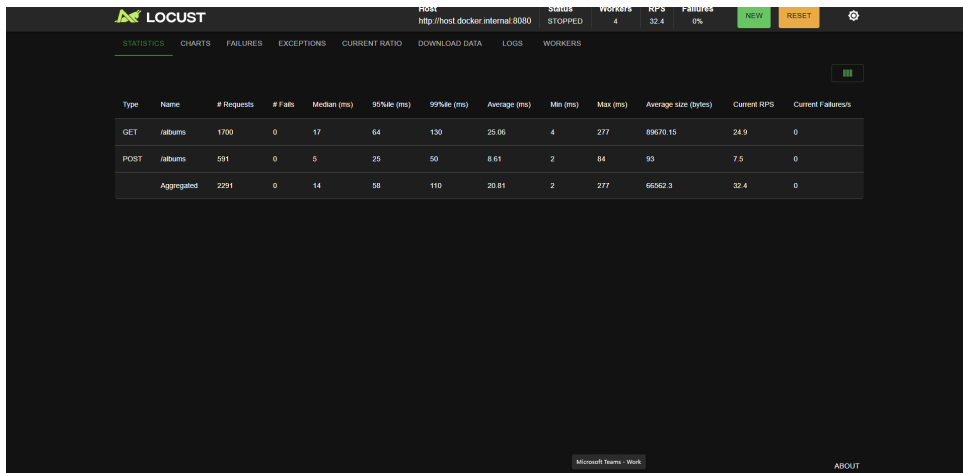 LOCUST
Host Status Workers RPS Failures
http://host.docker.internal:8080 STOPPED 4 32.4 0% NEW RESET
STATISTICS CHARTS FAILURES EXCEPTIONS CURRENT RATIO DOWNLOAD DATA LOGS WORKERS
Type Name # Requests # Fails Median (ms) 95%ile (ms) 99%ile (ms) Average (ms) Min (ms) Max (ms) Average size (bytes) Current RPS Current Failures/s
GET /albums 1700 0 17 64 130 25.06 4 277 89670.15 24.9 0
POST /albums 591 0 5 25 50 8.61 2 84 93 7.5 0
Aggregated 2291 0 14 58 110 20.81 2 277 66562.3 32.4 0
Microsoft Teams - Work
ABOUT